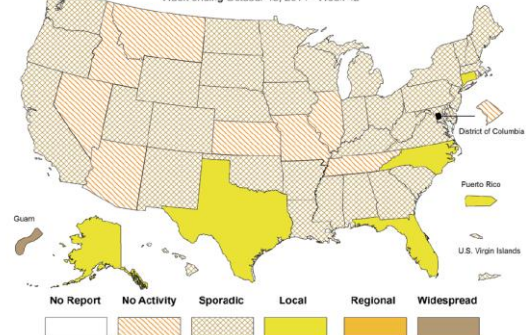 District of Columbia
Puerto Rico
Guam
U.S. Virgin Islands
No Report
No Activity
Sporadic
Local
Regional
Widespread